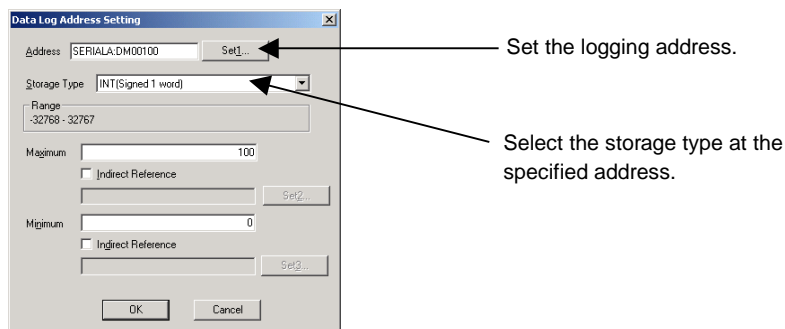 Data Log Address Setting
Address SERIALA:DM00100 Set1...
Set the logging address.
Storage Type INT(Signed 1 word)
Range
-32768 - 32767
Maximum 100
Select the storage type at the
specified address.
Indirect Reference
Set2...
Minimum 0
Indirect Reference
Set3...
OK Cancel